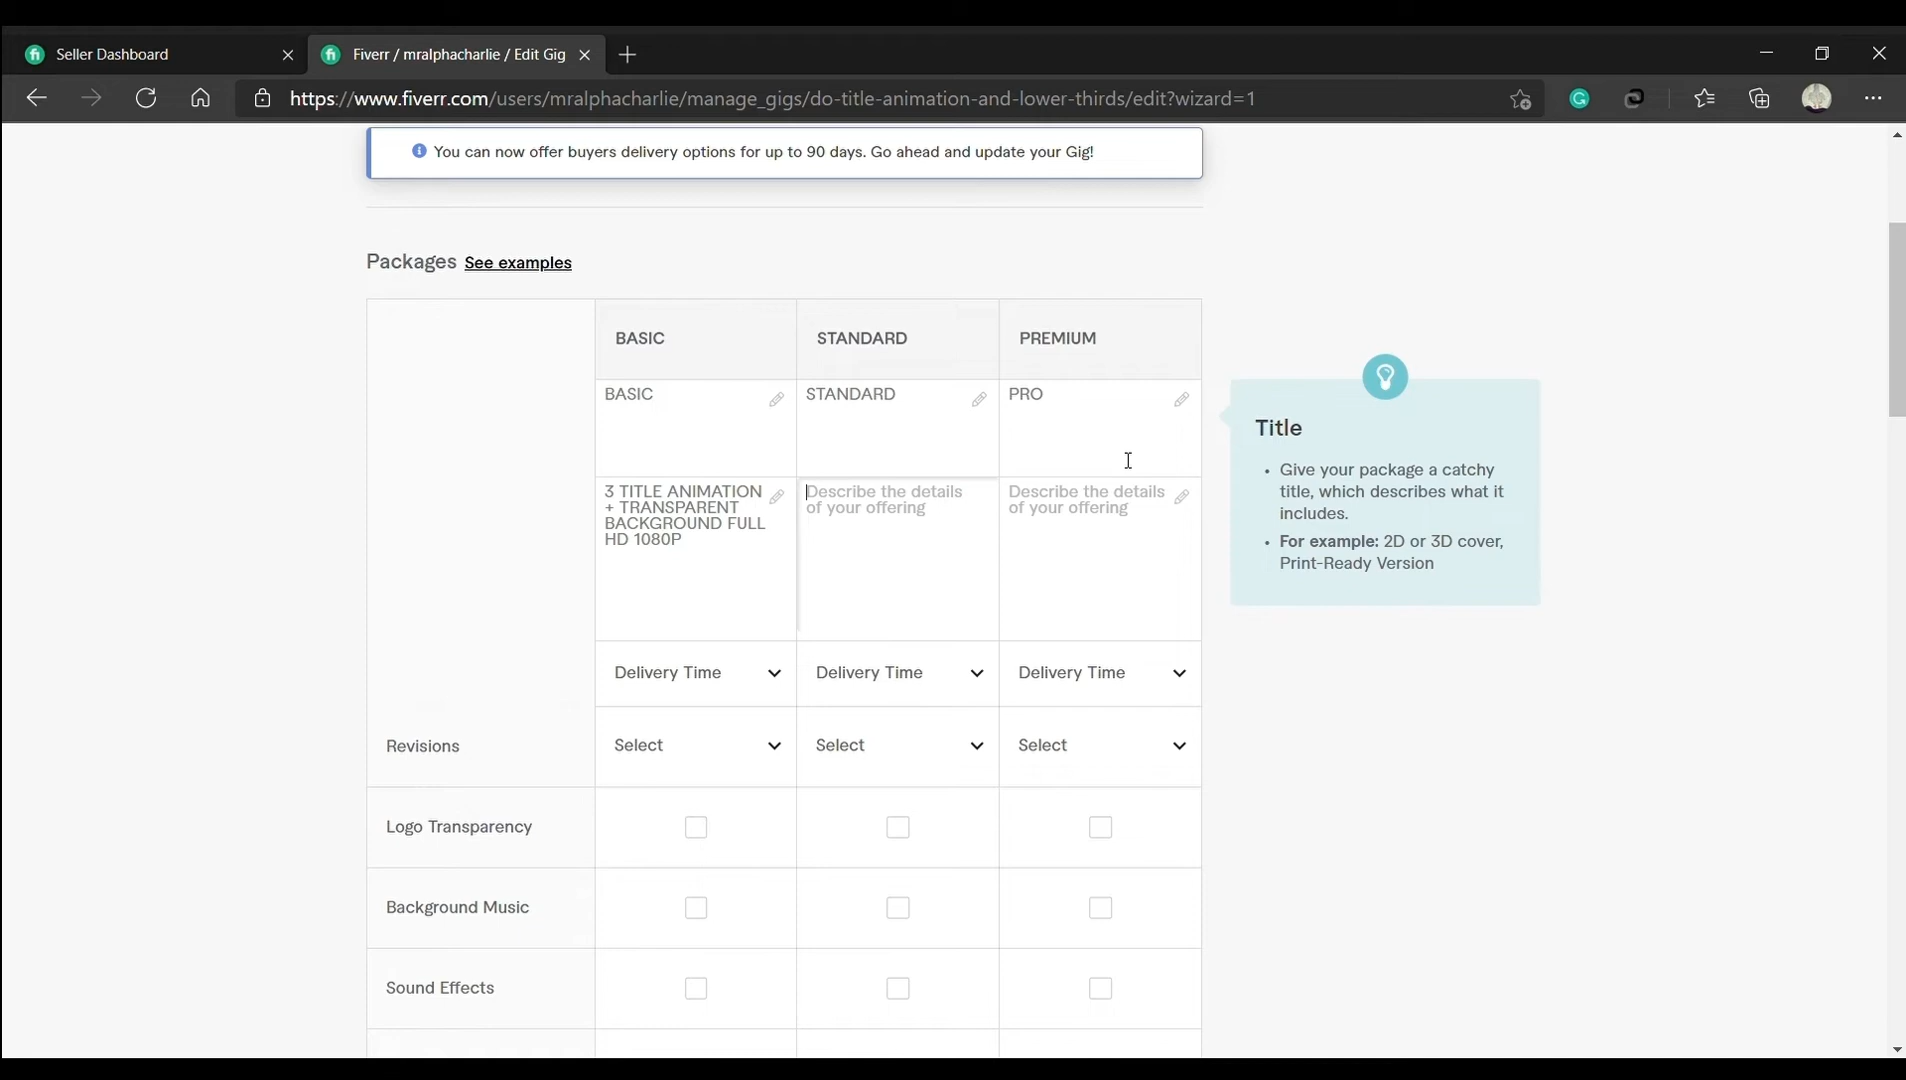 Seller Dashboard
Fiverr / mralphacharlie / Edit Gig
https://www.fiverr.com/users/mralphacharlie/manage_gigs/do-title-animation-and-lower-thirds/edit?wizard=1
You can now offer buyers delivery options for up to 90 days. Go ahead and update your Gig!
Packages See examples
BASIC STANDARD PREMIUM
BASIC STANDARD PRO
3 TITLE ANIMATION
+ TRANSPARENT
BACKGROUND FULL
HD 1080P
Describe the details
of your offering
Describe the details
of your offering
Delivery Time Delivery Time Delivery Time
Revisions Select Select Select
Logo Transparency
Background Music
Sound Effects
Title
• Give your package a catchy
title, which describes what it
includes.
• For example: 2D or 3D cover,
Print-Ready Version